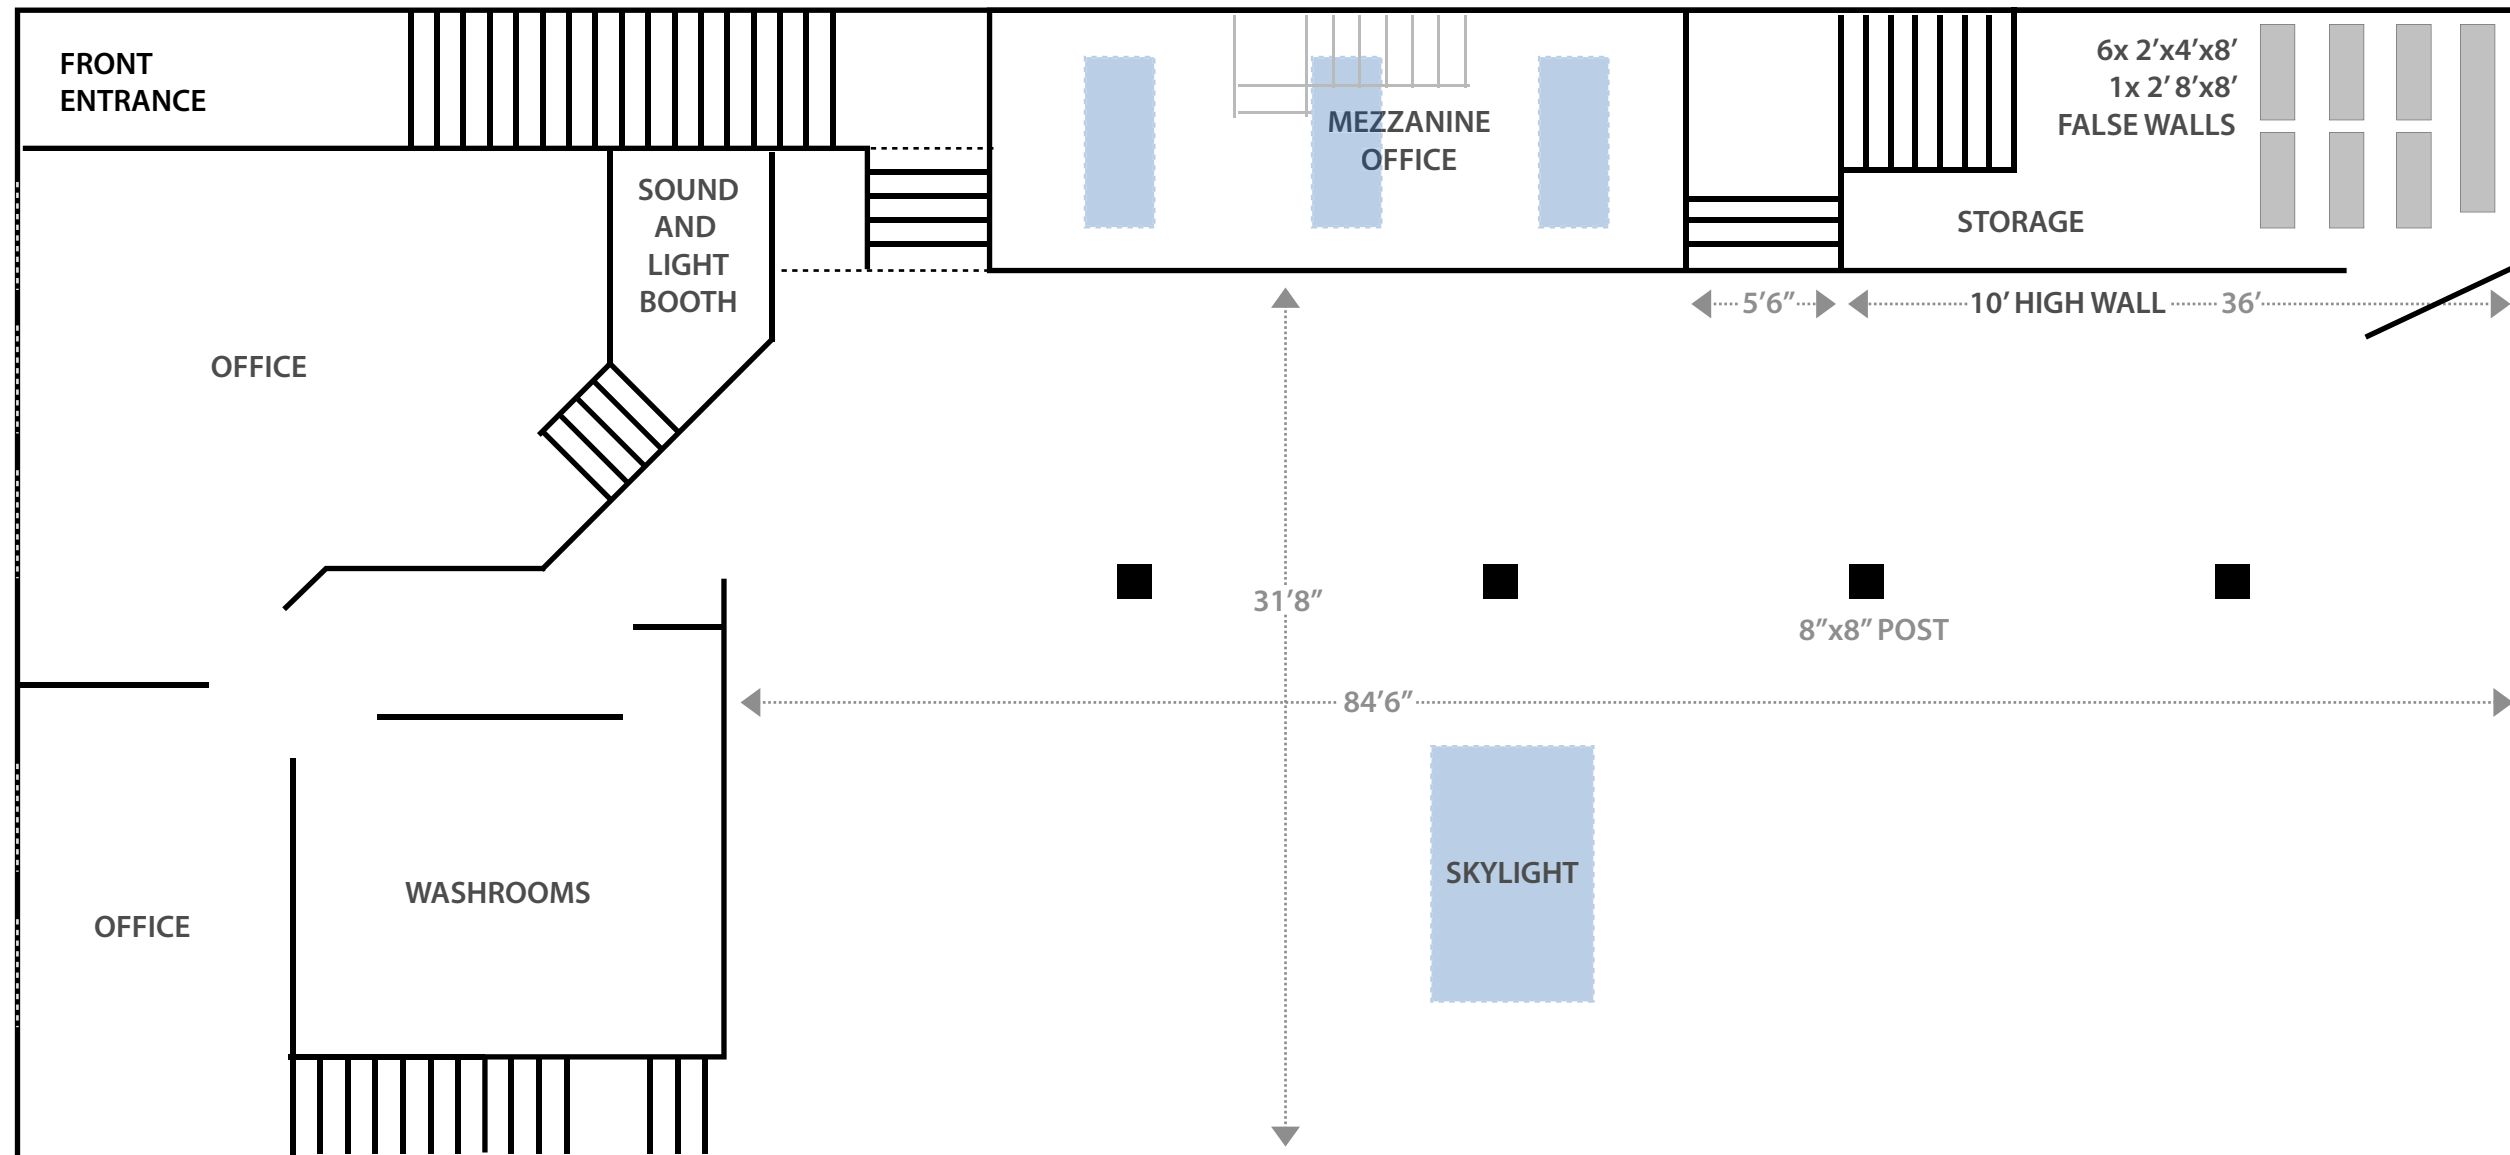 FRONT
ENTRANCE
SOUND
AND
LIGHT
BOOTH
MEZZANINE
OFFICE
6x 2’x4’x8’
1x 2’ 8’x8’
FALSE WALLS
STORAGE
5’6”
10’ HIGH WALL
36’
OFFICE
31’8”
8”x8” POST
84’6”
SKYLIGHT
WASHROOMS
OFFICE